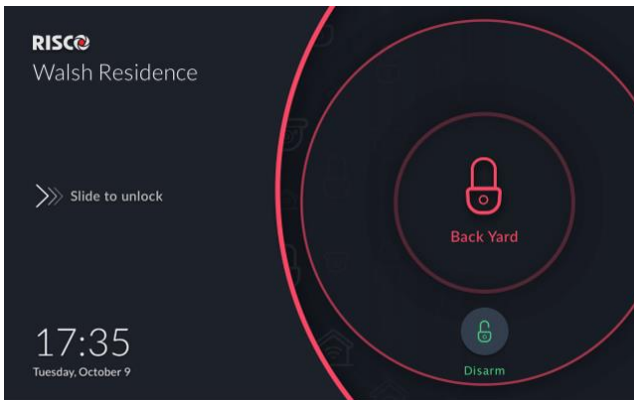 RISCO
Walsh Residence
Slide to unlock
Back Yard
17:35
Tuesday, October 9
Disarm